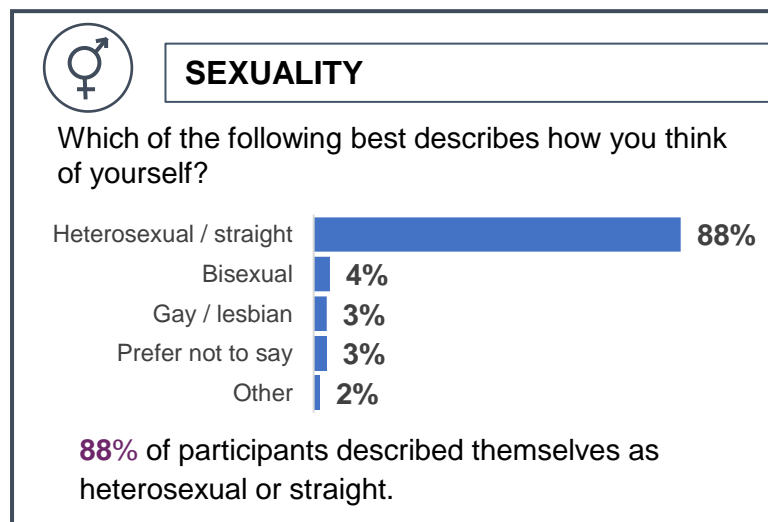 SEXUALITY
Which of the following best describes how you think
of yourself?
Heterosexual / straight 88%
Bisexual 4%
Gay / lesbian 3%
Prefer not to say 3%
Other 2%
88% of participants described themselves as
heterosexual or straight.